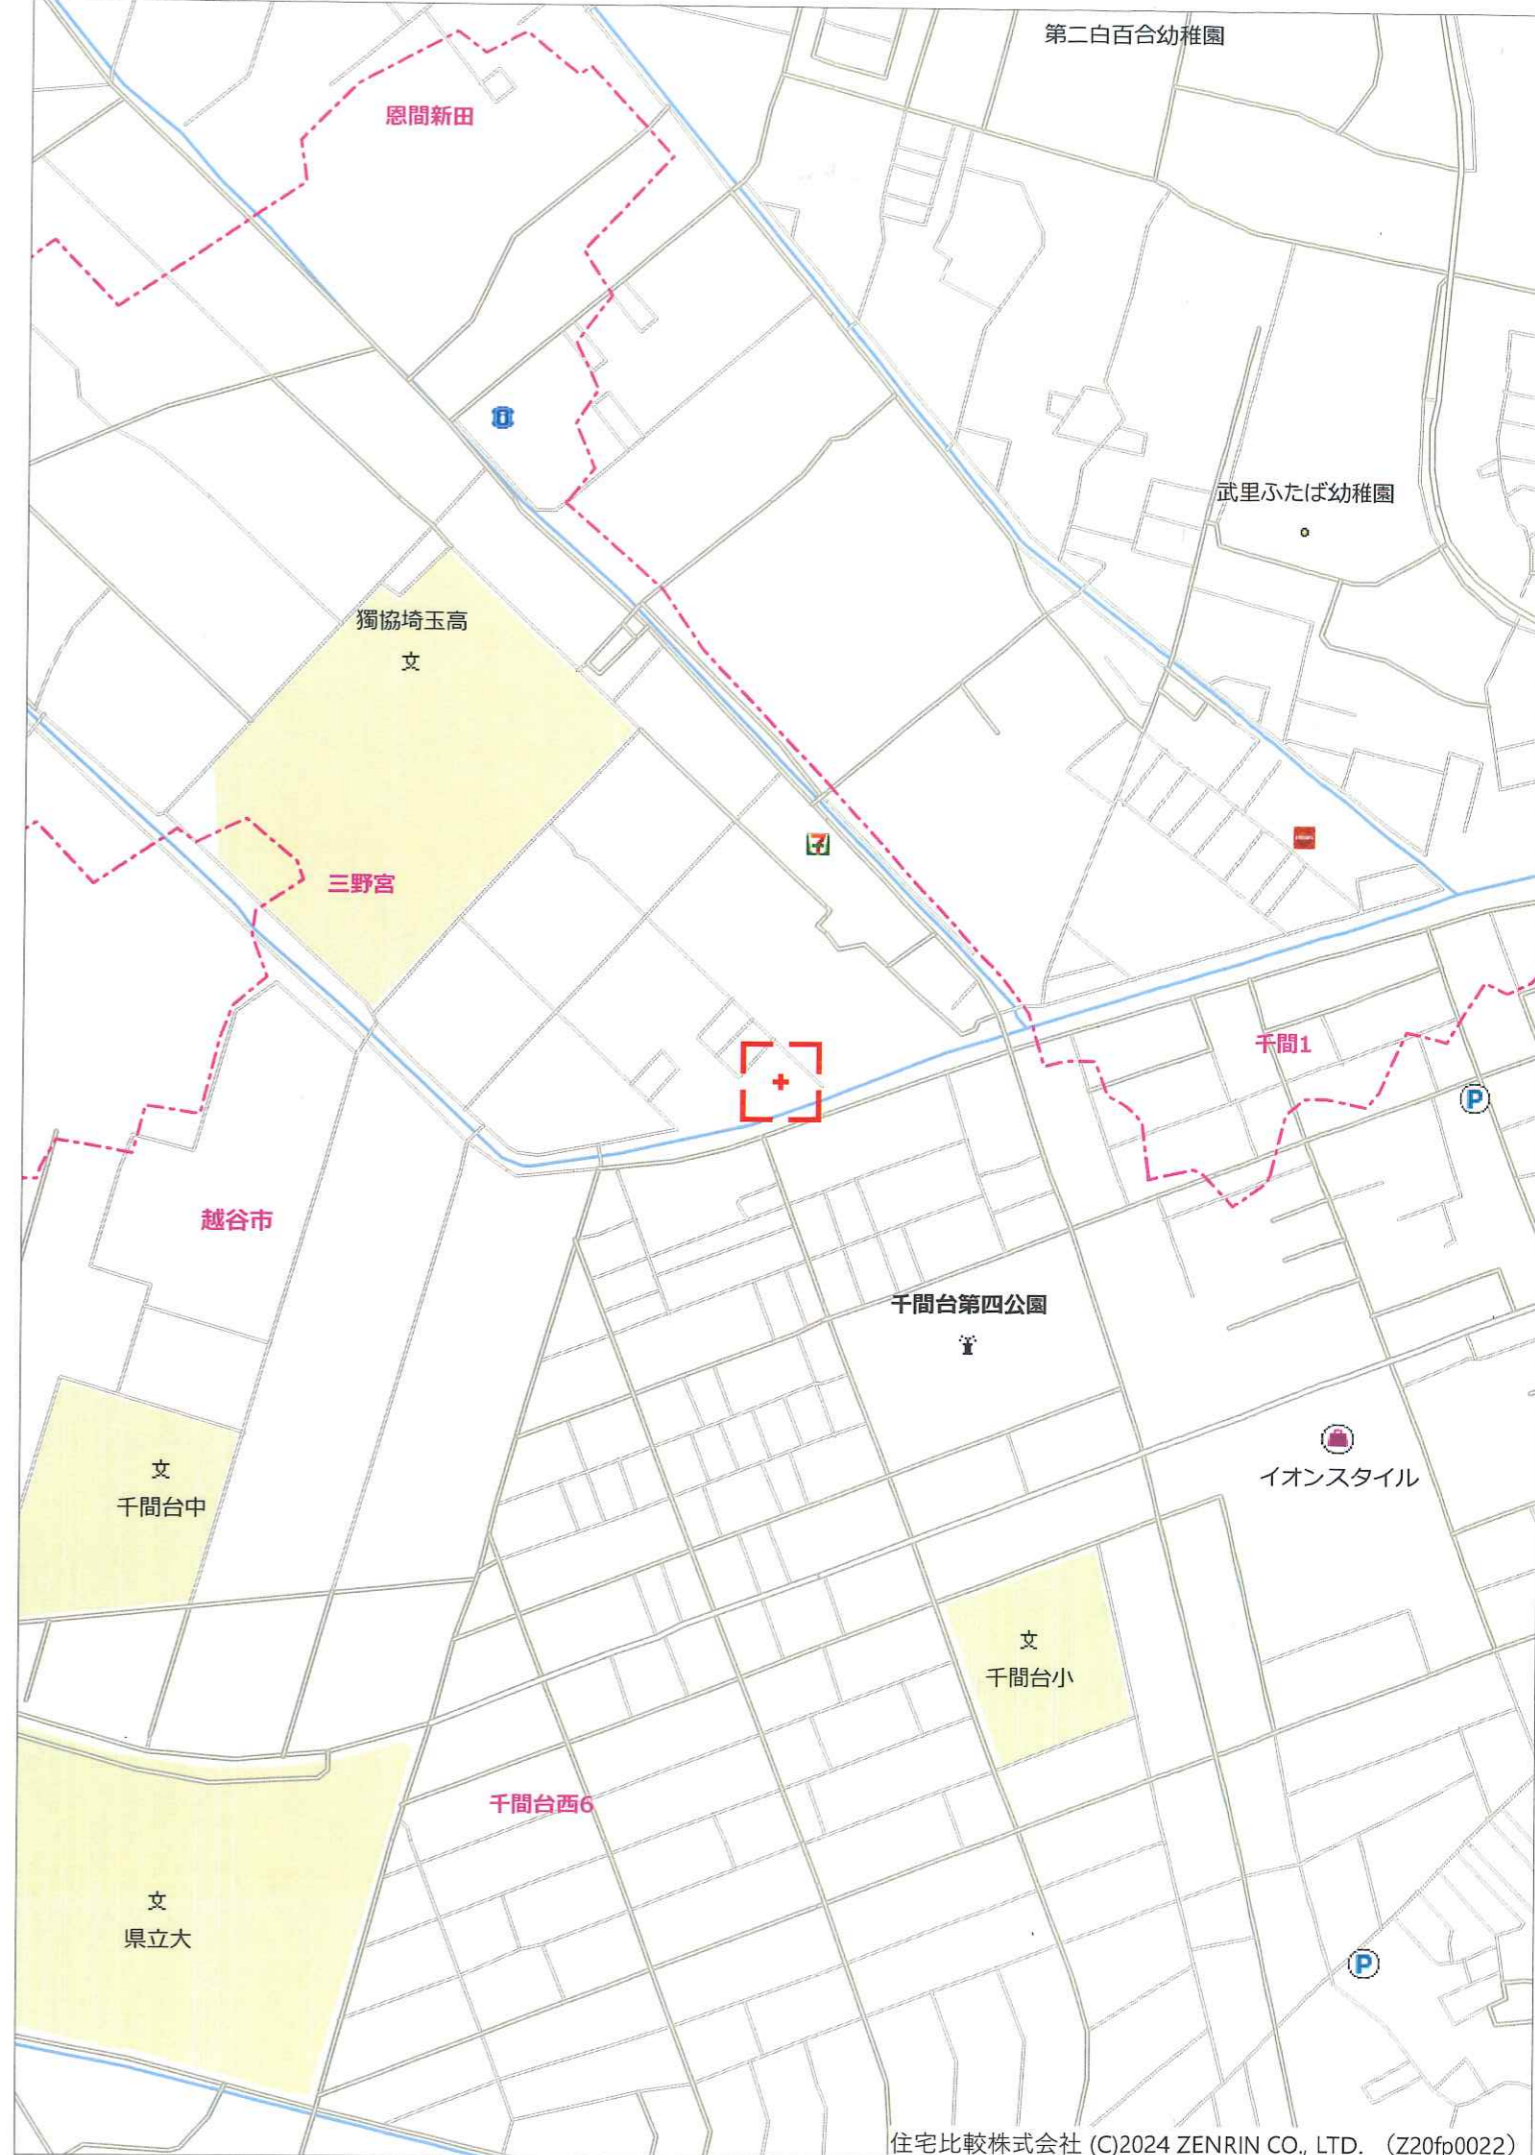 第二白百合幼稚園
恩間新田
武里ふたば幼稚園
獨協埼玉高
文
7
三野宮
千間1
P
越谷市
千間台第四公園
イオンスタイル
文
千間台中
文
千間台小
千間台西6
文
県立大
P
住宅比較株式会社 (C)2024 ZENRIN CO., LTD. （Z20fp0022）